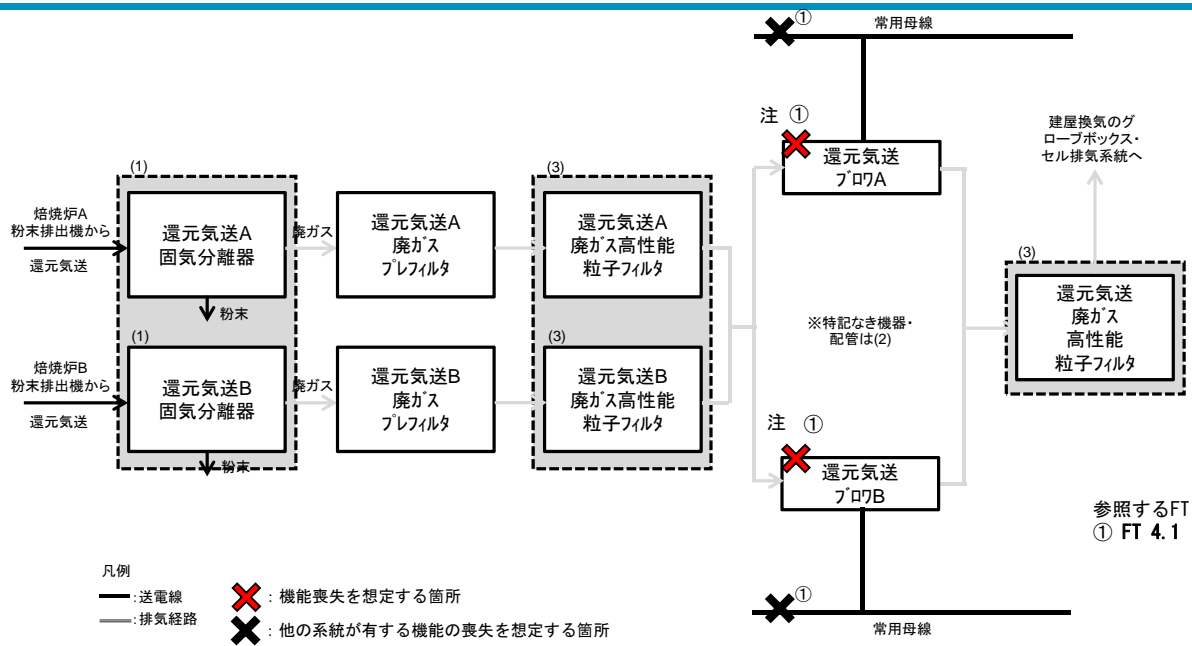 ①
常用母線
注 ①
還元気送
ブロワA
建屋換気のグ
ローブボックス・
セル排気系統へ
(1)
焙焼炉A
粉末排出機から
還元気送
還元気送A
固気分離器
粉末
廃ガス
還元気送A
廃ガス
プレフィルタ
(3)
還元気送A
廃ガス高性能
粒子フィルタ
(1)
焙焼炉B
粉末排出機から
還元気送
還元気送B
固気分離器
粉末
廃ガス
還元気送B
廃ガス
プレフィルタ
(3)
還元気送B
廃ガス高性能
粒子フィルタ
※特記なき機器・
配管は(2)
(3)
還元気送
廃ガス
高性能
粒子フィルタ
注 ①
還元気送
ブロワB
①
常用母線
参照するFT
① FT 4.1
凡例
:送電線
:排気経路
:機能喪失を想定する箇所
:他の系統が有する機能の喪失を想定する箇所